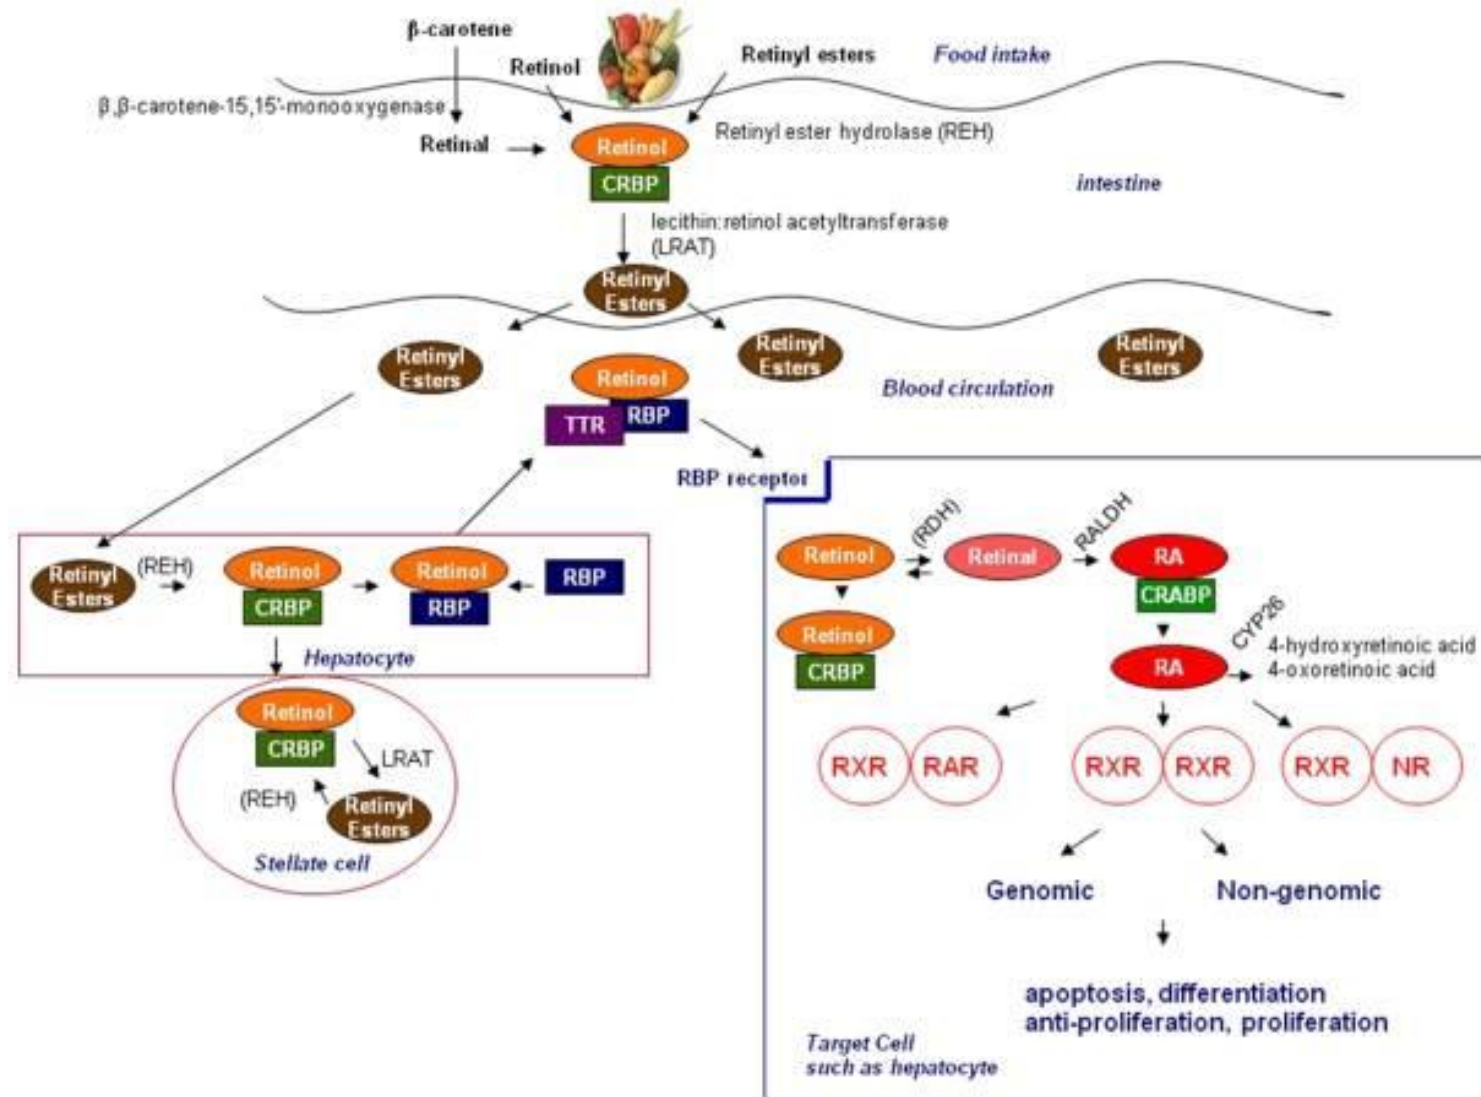 β-carotene
Retinol
Retinyl esters
Food intake
β,β-carotene-15,15'-monooxygenase
Retinal
Retinol
CRBP
Retinyl ester hydrolase (REH)
intestine
lecithin:retinol acetyltransferase
(LRAT)
Retinyl
Esters
Retinyl
Esters
Retinol
TTR
RBP
Retinyl
Esters
Blood circulation
Retinyl
Esters
RBP receptor
Retinyl
Esters
(REH)
Retinol
CRBP
Retinol
RBP
RBP
Hepatocyte
Retinol
CRBP
LRAT
(REH)
Retinyl
Esters
Stellate cell
Retinol
(RDH)
Retinal
RALDH
RA
CRABP
Retinol
CRBP
RA
CYP26
4-hydroxyretinoic acid
4-oxoretinoic acid
RXR
RAR
RXR
RXR
RXR
NR
Genomic
Non-genomic
apoptosis, differentiation
anti-proliferation, proliferation
Target Cell
such as hepatocyte